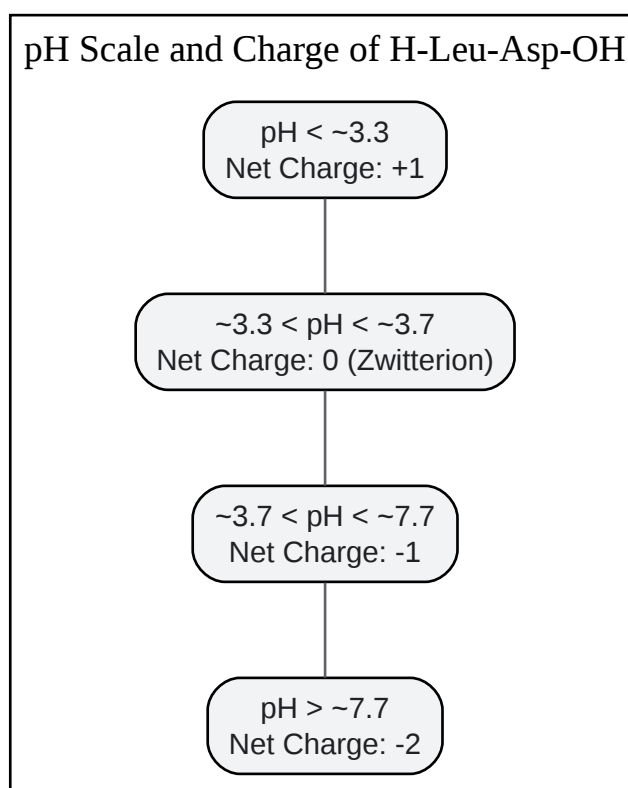 pH Scale and Charge of H-Leu-Asp-OH
pH < ~3.3
Net Charge: +1
~3.3 < pH < ~3.7
Net Charge: 0 (Zwitterion)
~3.7 < pH < ~7.7
Net Charge: -1
pH > ~7.7
Net Charge: -2